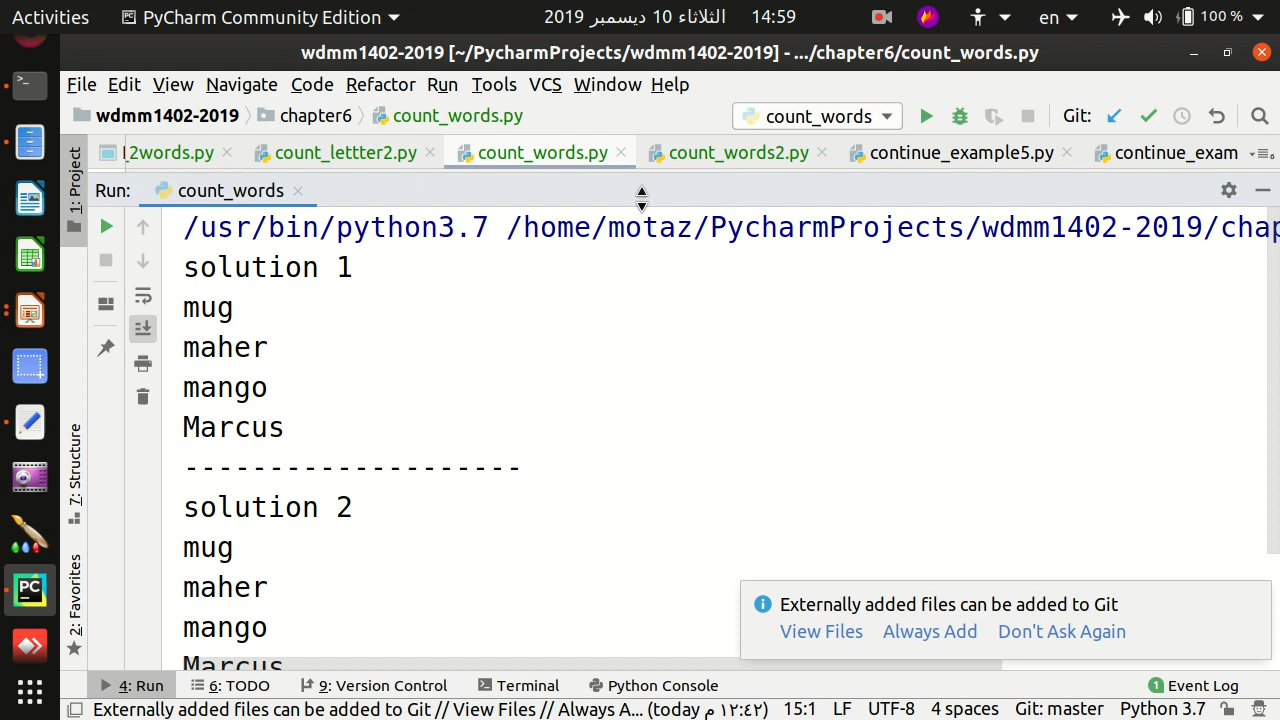 Activities PyCharm Community Edition 2019 الثلاثاء 10 ديسمبر 14:59 en 100 %
wdmm1402-2019 [~/PycharmProjects/wdmm1402-2019] - .../chapter6/count_words.py
File Edit View Navigate Code Refactor Run Tools VCS Window Help
wdmm1402-2019 chapter6 count_words.py count_words Git:
_2words.py count_lettter2.py count_words.py count_words2.py continue_example5.py continue_exam
1: Project
Run: count_words
/usr/bin/python3.7 /home/motaz/PycharmProjects/wdmm1402-2019/chap
solution 1
mug
maher
mango
Marcus
--------------------
solution 2
mug
maher
mango
Marcus
7: Structure
2: Favorites
Externally added files can be added to Git
View Files Always Add Don't Ask Again
4: Run 6: TODO 9: Version Control Terminal Python Console 1 Event Log
Externally added files can be added to Git // View Files // Always A... (today م ١٢:٤٢) 15:1 LF UTF-8 4 spaces Git: master Python 3.7